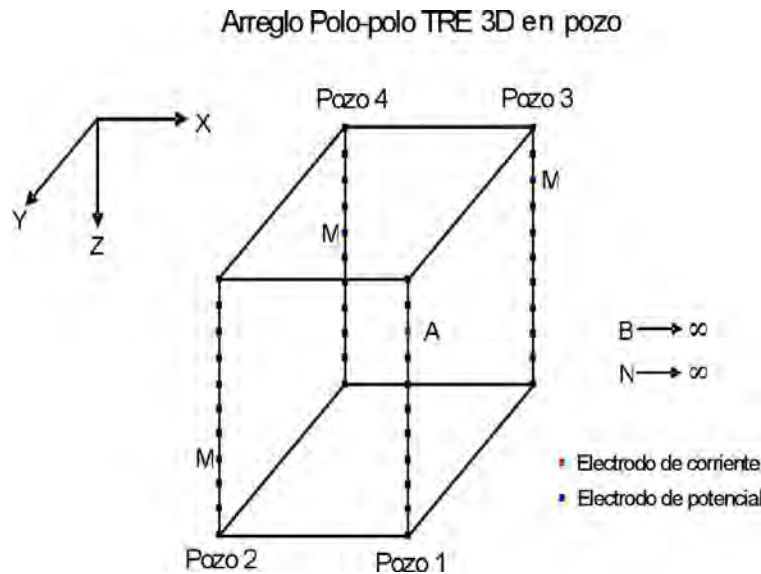 Arreglo Polo-polo TRE 3D en pozo
Pozo 4
Pozo 3
X
Y
Z
M
M
A
M
B → ∞
N → ∞
Electrodo de corriente
Electrodo de potencial
Pozo 2
Pozo 1